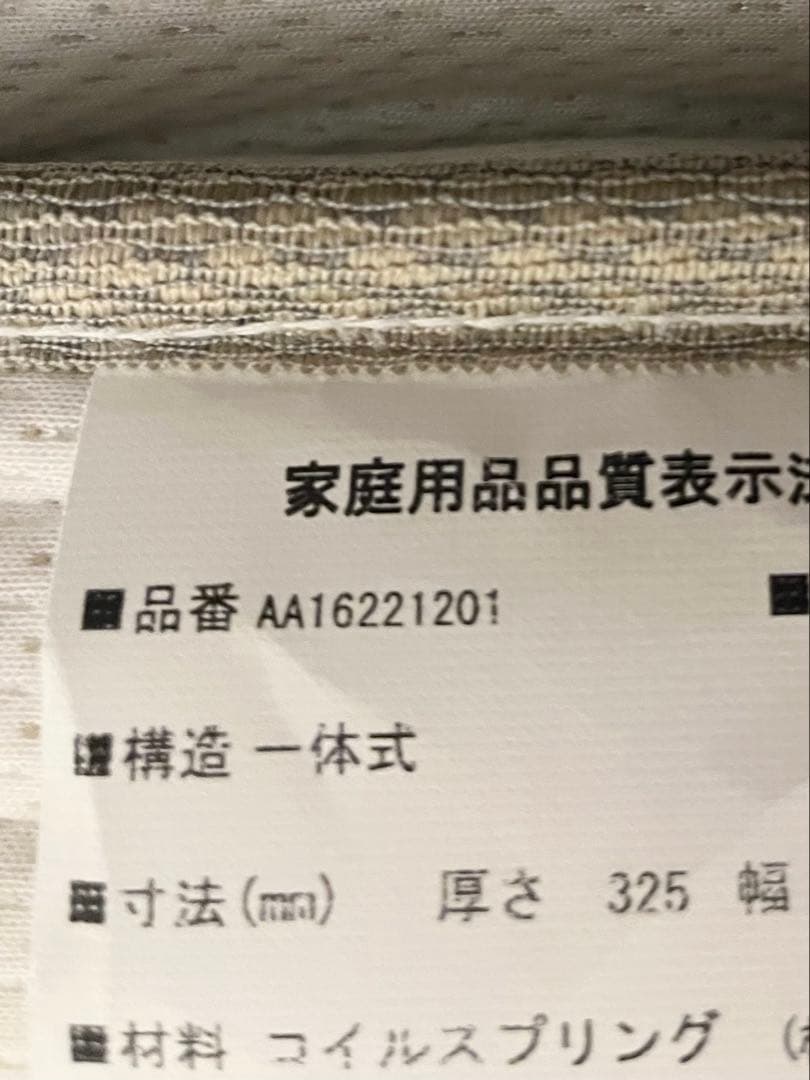 家庭用品品質表示法
■品番 AA16221201
■構造 一体式
■寸法(mm) 厚さ 325 幅
■材料 コイルスプリング (